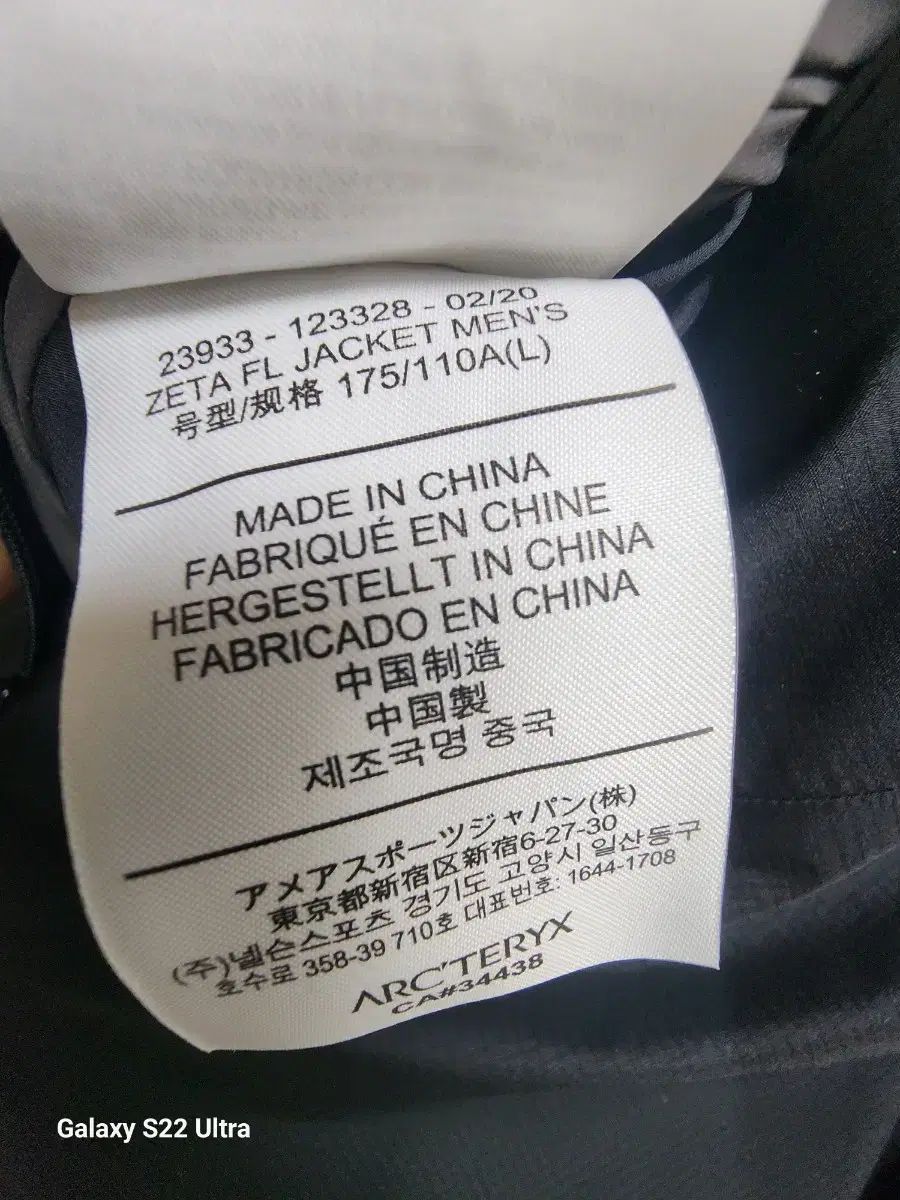 23933 - 123328 - 02/20
ZETA FL JACKET MEN'S
号型/规格 175/110A(L)
MADE IN CHINA
FABRIQUÉ EN CHINE
HERGESTELLT IN CHINA
FABRICADO EN CHINA
中国制造
中国製
제조국명 중국
アメアスポーツジャパン(株)
東京都新宿区新宿6-27-30
(주)넬슨스포츠 경기도 고양시 일산동구
호수로 358-39 710호 대표번호: 1644-1708
ARC'TERYX
CA#34438
Galaxy S22 Ultra